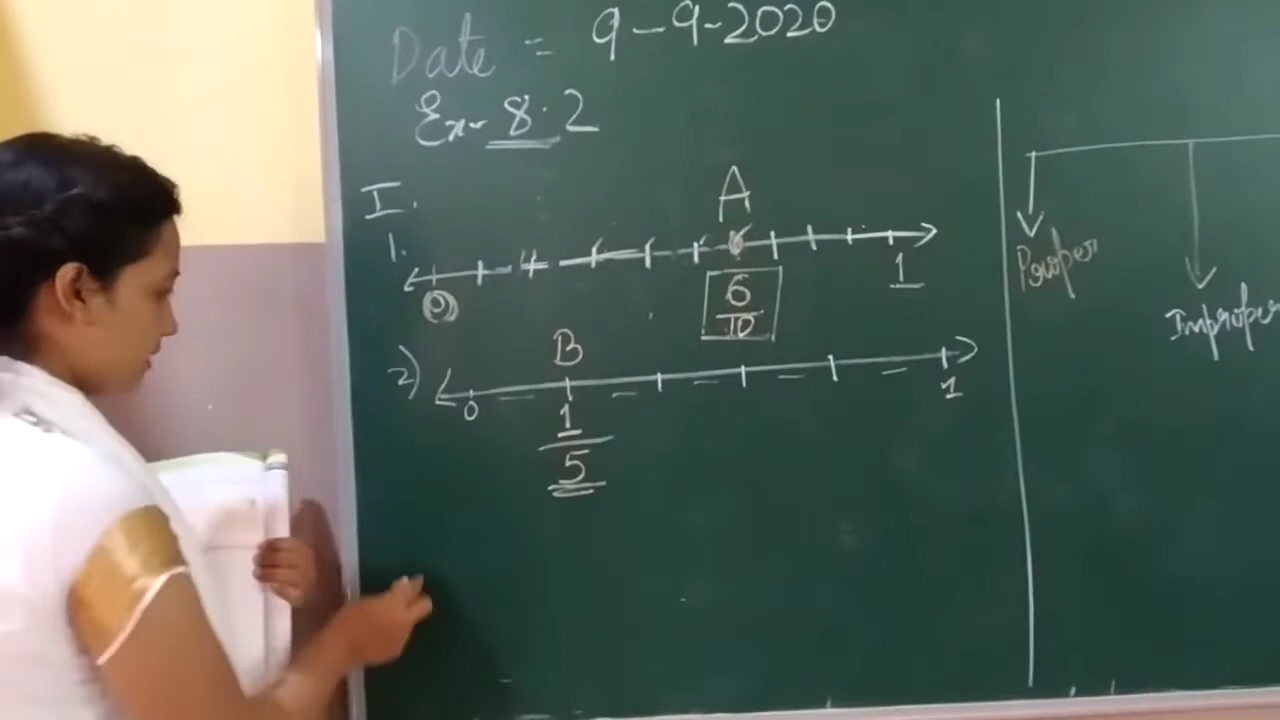 Date = 9-9-2020
Ex- 8.2
I.
1.
A
0
6/10
1
2)
B
0
1/5
1
Proper
Improper